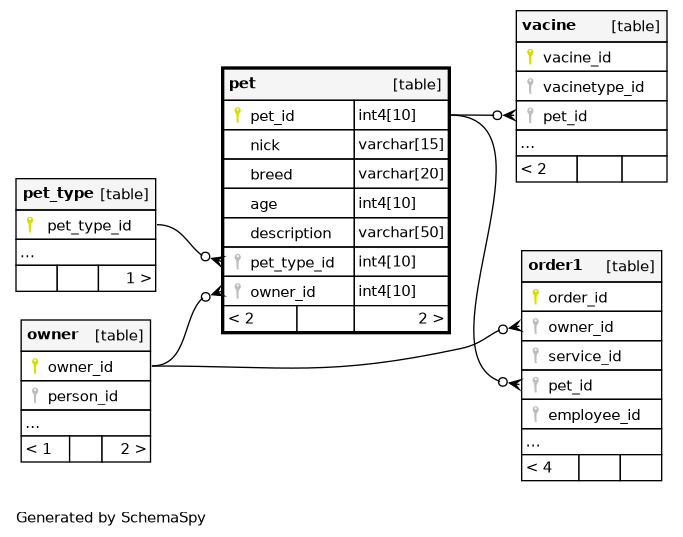 vacine [table]
vacine_id
vacinetype_id
pet_id
...
< 2
pet [table]
pet_id int4[10]
nick varchar[15]
breed varchar[20]
age int4[10]
description varchar[50]
pet_type_id int4[10]
owner_id int4[10]
< 2 2 >
pet_type [table]
pet_type_id
...
1 >
order1 [table]
order_id
owner_id
service_id
pet_id
employee_id
...
< 4
owner [table]
owner_id
person_id
...
< 1 2 >
Generated by SchemaSpy